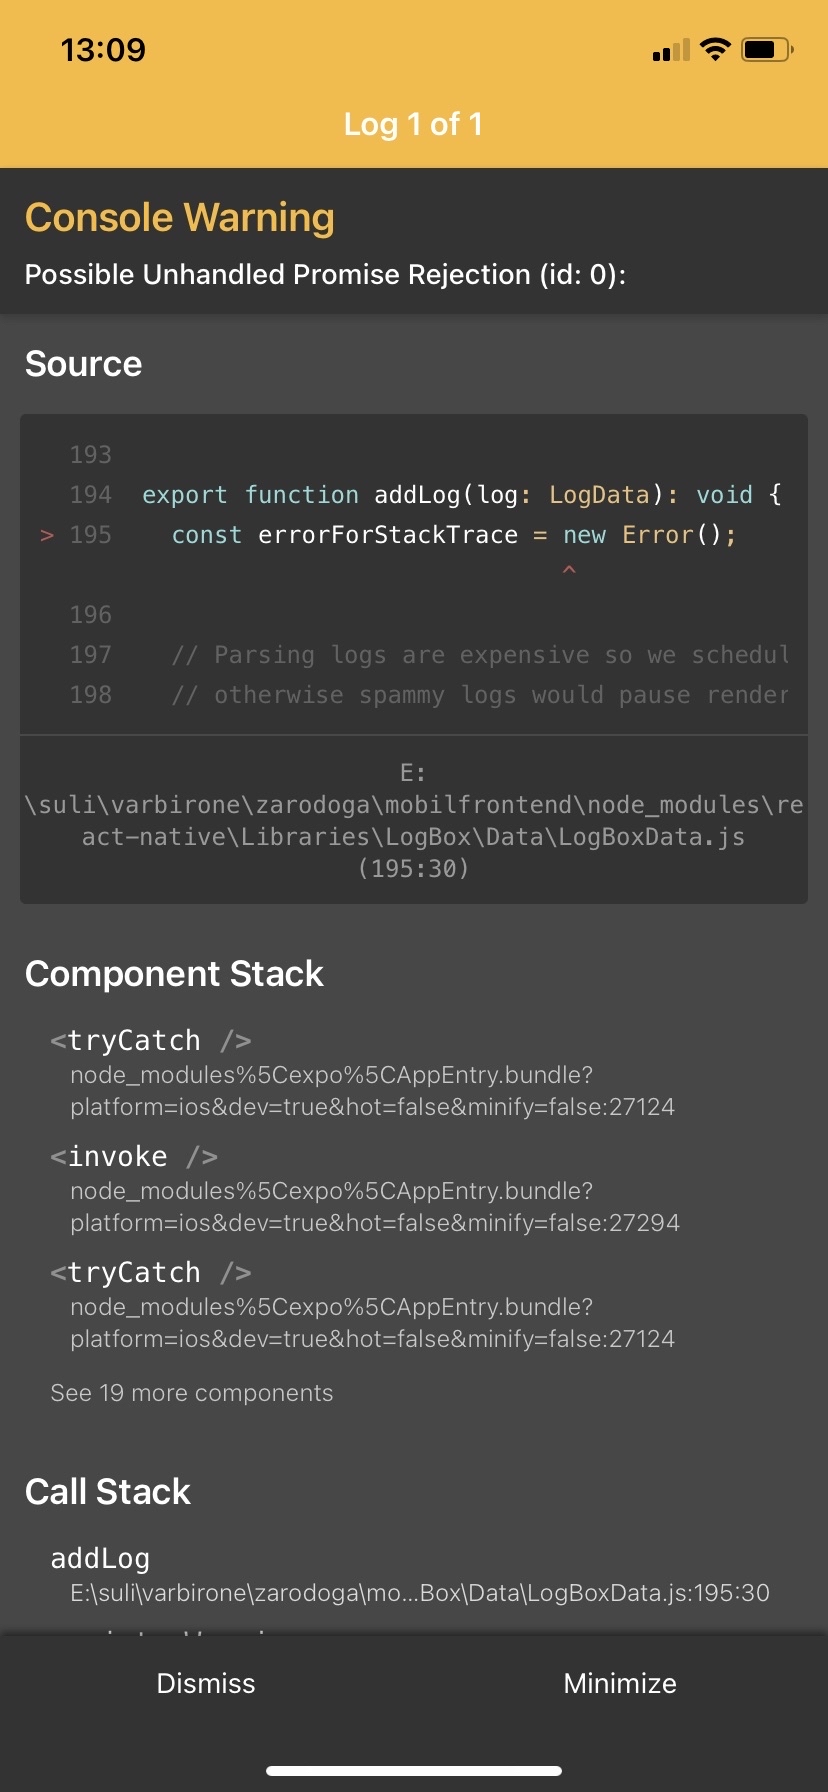 13:09
Log 1 of 1
Console Warning
Possible Unhandled Promise Rejection (id: 0):
Source
193
194 export function addLog(log: LogData): void {
> 195 const errorForStackTrace = new Error();
^
196
197 // Parsing logs are expensive so we schedul
198 // otherwise spammy logs would pause render
E:
\suli\varbirone\zarodoga\mobilfrontend\node_modules\re
act-native\Libraries\LogBox\Data\LogBoxData.js
(195:30)
Component Stack
<tryCatch />
node_modules%5Cexpo%5CAppEntry.bundle?
platform=ios&dev=true&hot=false&minify=false:27124
<invoke />
node_modules%5Cexpo%5CAppEntry.bundle?
platform=ios&dev=true&hot=false&minify=false:27294
<tryCatch />
node_modules%5Cexpo%5CAppEntry.bundle?
platform=ios&dev=true&hot=false&minify=false:27124
See 19 more components
Call Stack
addLog
E:\suli\varbirone\zarodoga\mo...Box\Data\LogBoxData.js:195:30
Dismiss
Minimize